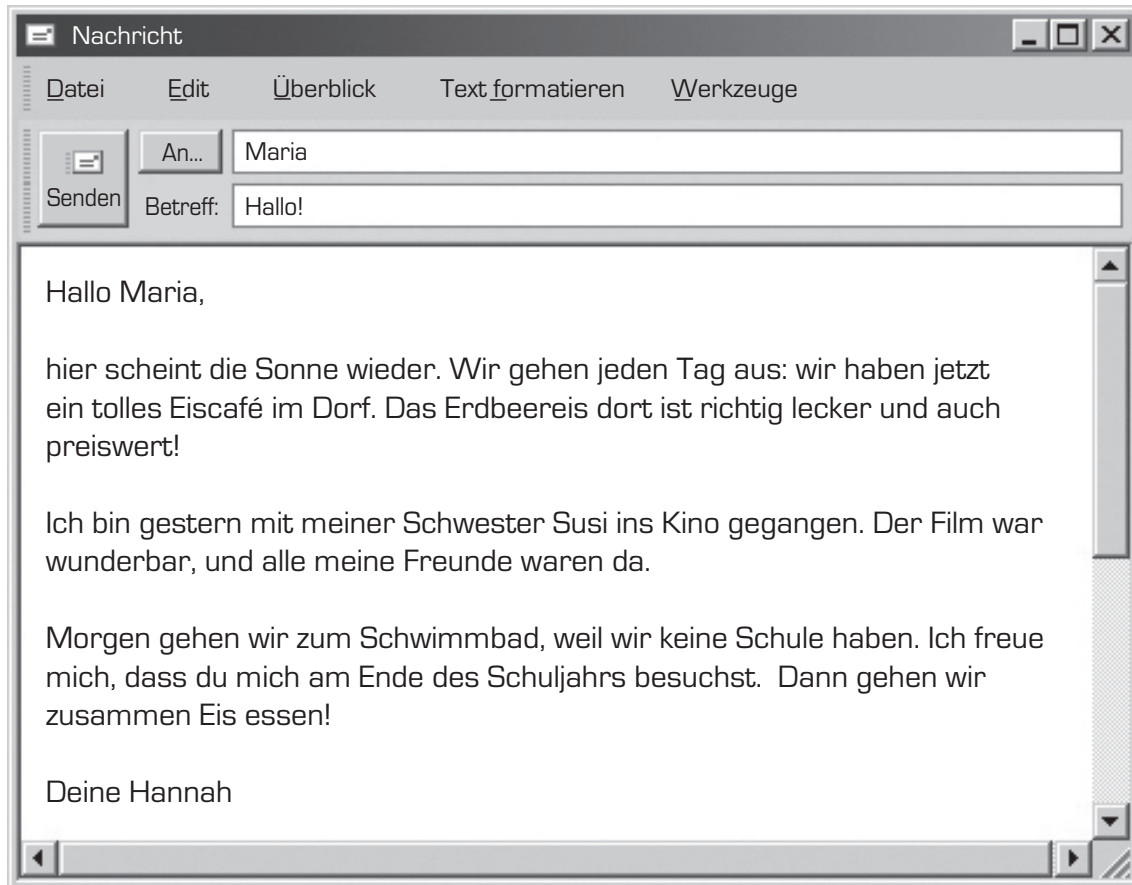 Nachricht
Datei Edit Überblick Text formatieren Werkzeuge
An... Maria
Senden
Betreff: Hallo!
Hallo Maria,
hier scheint die Sonne wieder. Wir gehen jeden Tag aus: wir haben jetzt
ein tolles Eiscafé im Dorf. Das Erdbeereis dort ist richtig lecker und auch
preiswert!
Ich bin gestern mit meiner Schwester Susi ins Kino gegangen. Der Film war
wunderbar, und alle meine Freunde waren da.
Morgen gehen wir zum Schwimmbad, weil wir keine Schule haben. Ich freue
mich, dass du mich am Ende des Schuljahrs besuchst. Dann gehen wir
zusammen Eis essen!
Deine Hannah